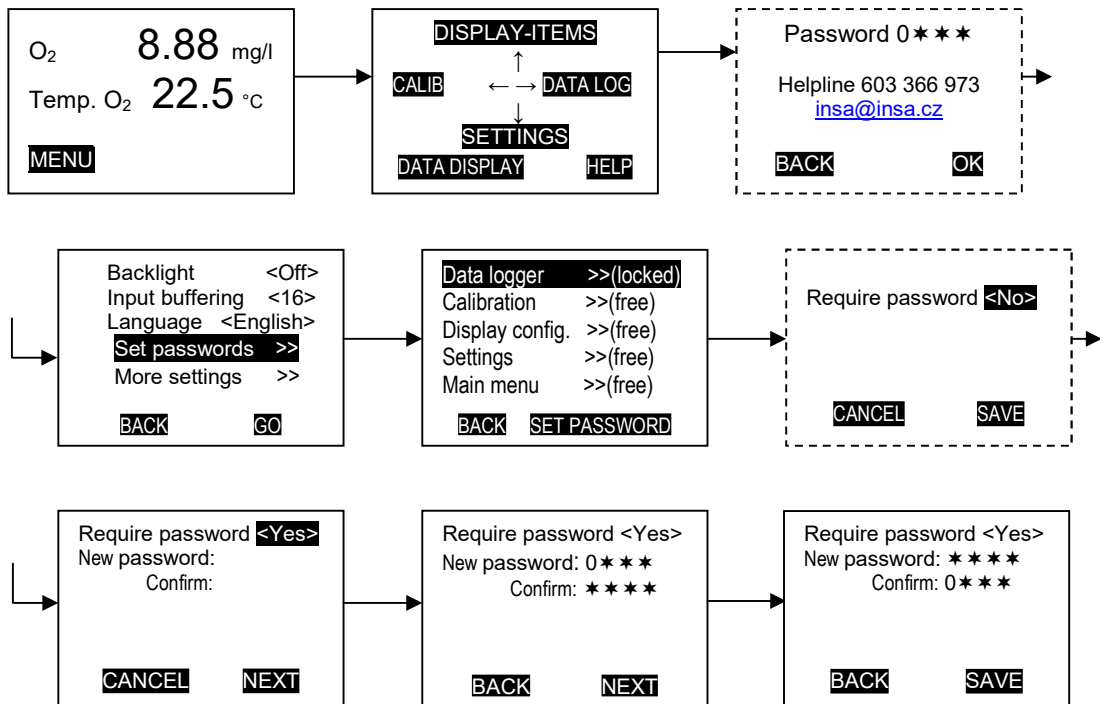 O₂ 8.88 mg/l
Temp. O₂ 22.5 °C
MENU
DISPLAY-ITEMS
↑
CALIB ← → DATA LOG
↓
SETTINGS
DATA DISPLAY HELP
Password 0✶✶✶
Helpline 603 366 973
insa@insa.cz
BACK OK
Backlight <Off>
Input buffering <16>
Language <English>
Set passwords >>
More settings >>
BACK GO
Data logger >>(locked)
Calibration >>(free)
Display config. >>(free)
Settings >>(free)
Main menu >>(free)
BACK SET PASSWORD
Require password <No>
CANCEL SAVE
Require password <Yes>
New password:
Confirm:
CANCEL NEXT
Require password <Yes>
New password: 0✶✶✶
Confirm: ✶✶✶✶
BACK NEXT
Require password <Yes>
New password: ✶✶✶✶
Confirm: 0✶✶✶
BACK SAVE